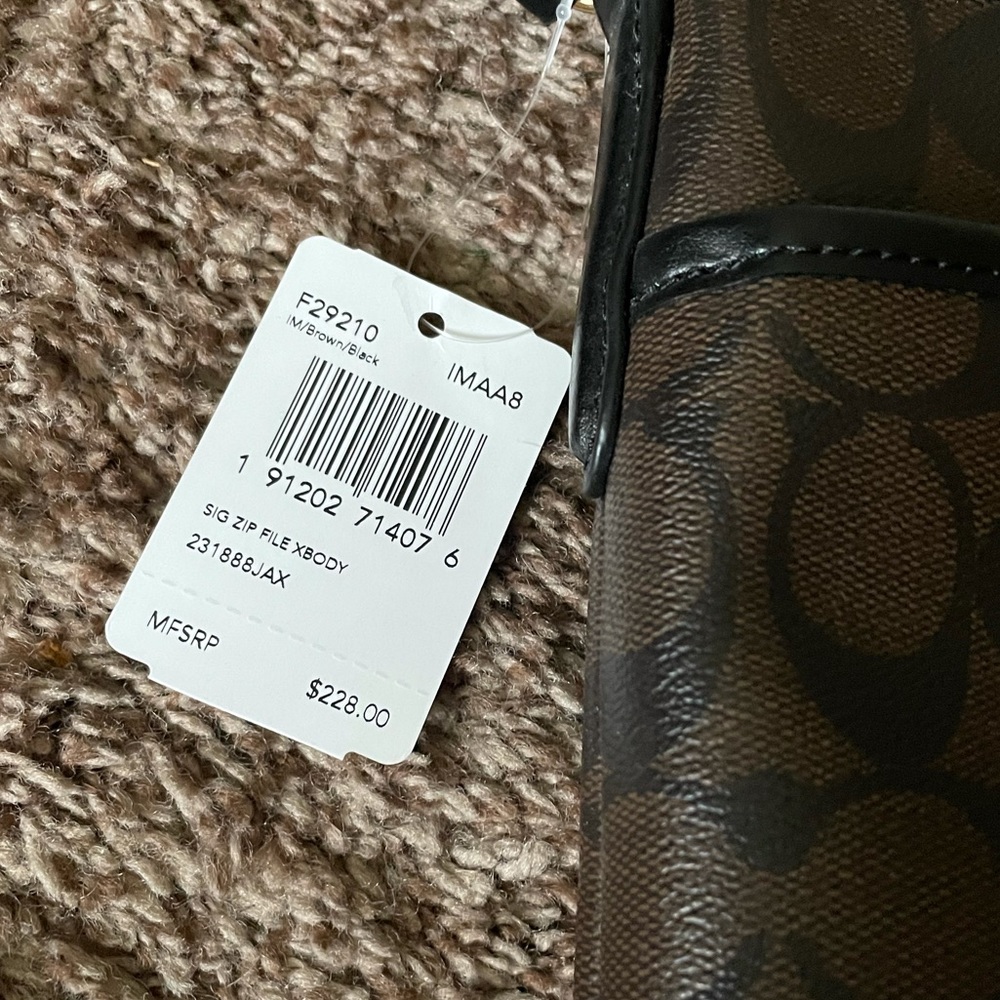 F29210
IM/Brown/Black
IMAA8
1 91202 71407 6
SIG ZIP FILE XBODY
231888JAX
MFSRP
$228.00